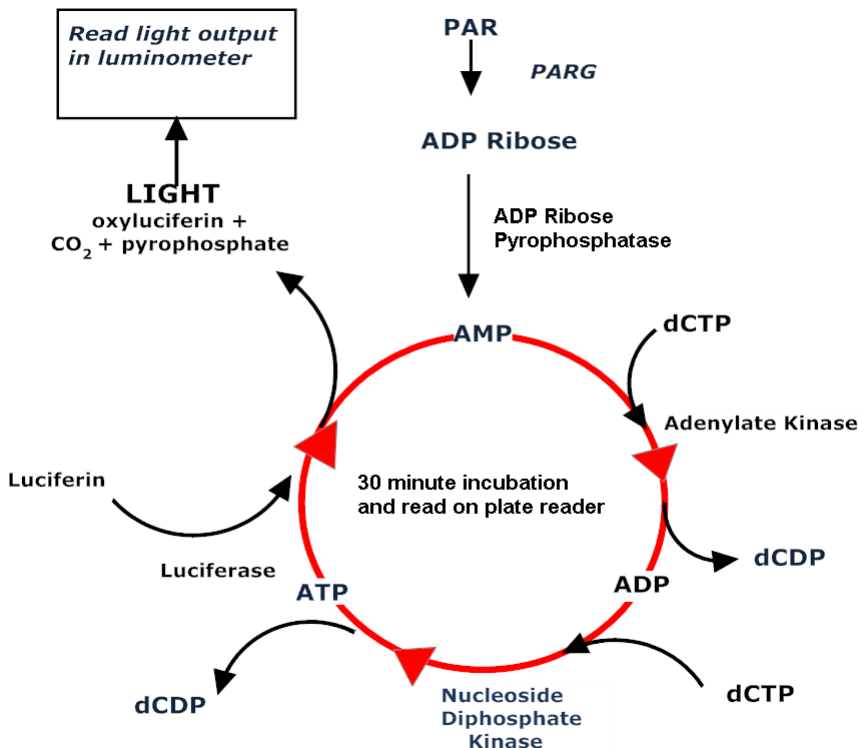 Read light output
in luminometer
PAR
PARG
ADP Ribose
LIGHT
oxyluciferin +
CO2 + pyrophosphate
ADP Ribose
Pyrophosphatase
AMP
dCTP
Adenylate Kinase
Luciferin
30 minute incubation
and read on plate reader
Luciferase
dCDP
ATP
ADP
dCDP
dCTP
Nucleoside
Diphosphate
Kinase